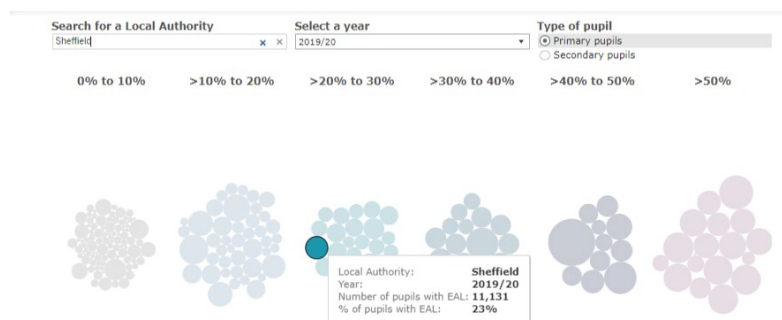 Search for a Local Authority Select a year Type of pupil
Sheffield × × 2019/20 Primary pupils
Secondary pupils
0% to 10% >10% to 20% >20% to 30% >30% to 40% >40% to 50% >50%
Local Authority: Sheffield
Year: 2019/20
Number of pupils with EAL: 11,131
% of pupils with EAL: 23%